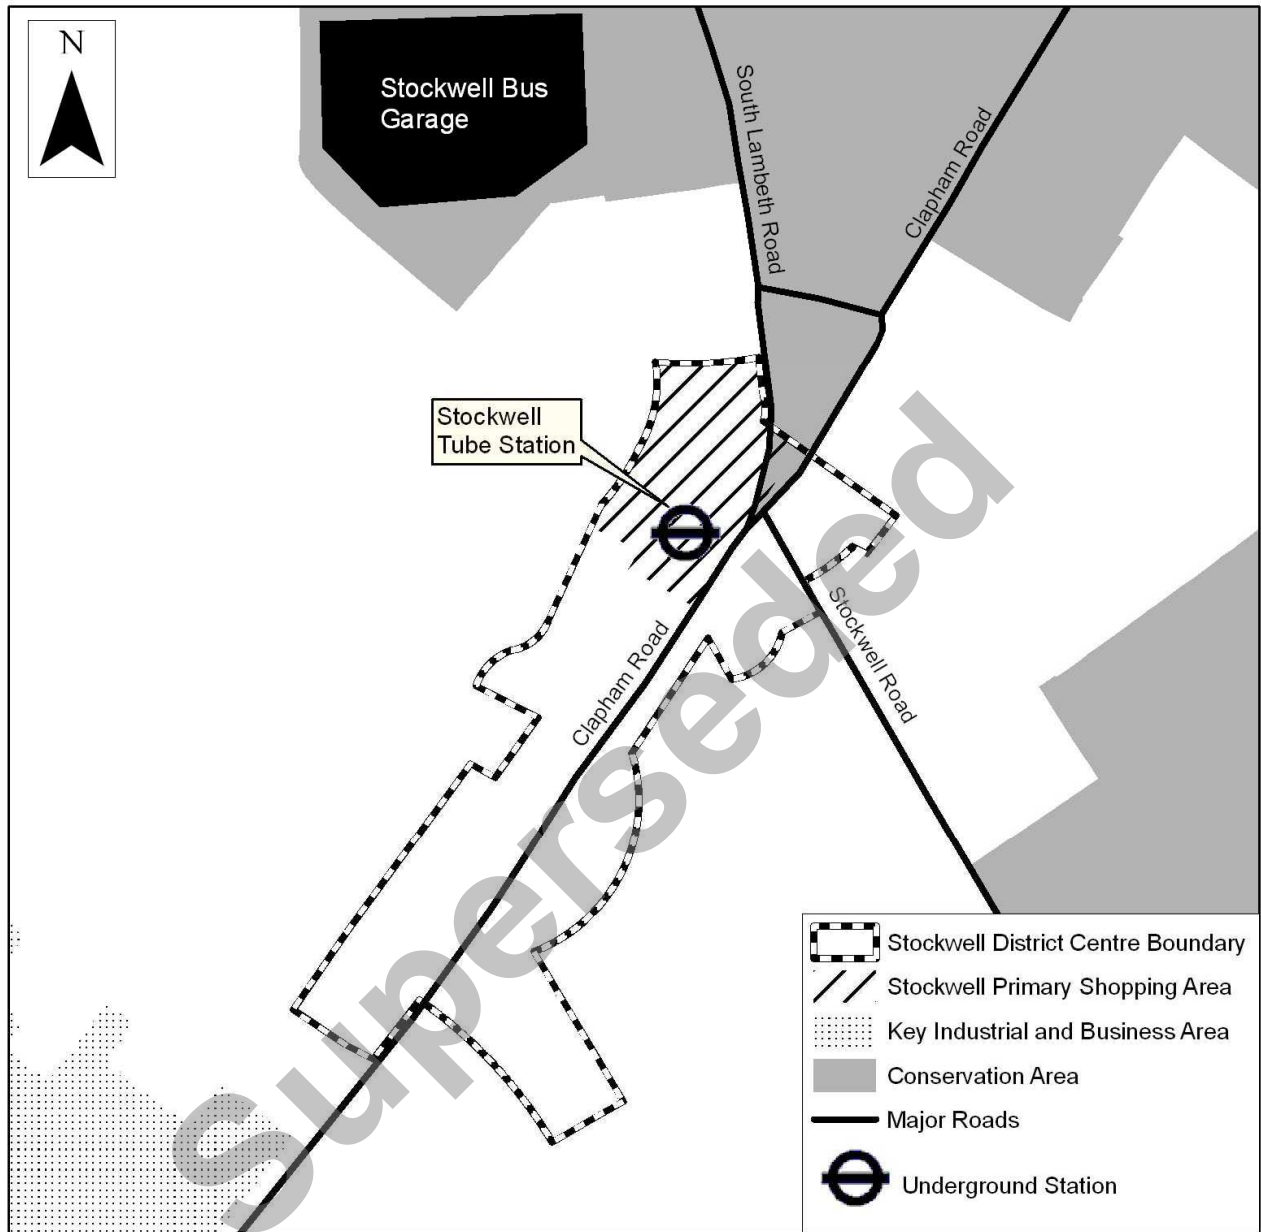 N
Stockwell Bus
Garage
South Lambeth Road
Clapham Road
Stockwell
Tube Station
Clapham Road
Stockwell Road
Superseded
Stockwell District Centre Boundary
Stockwell Primary Shopping Area
Key Industrial and Business Area
Conservation Area
Major Roads
Underground Station